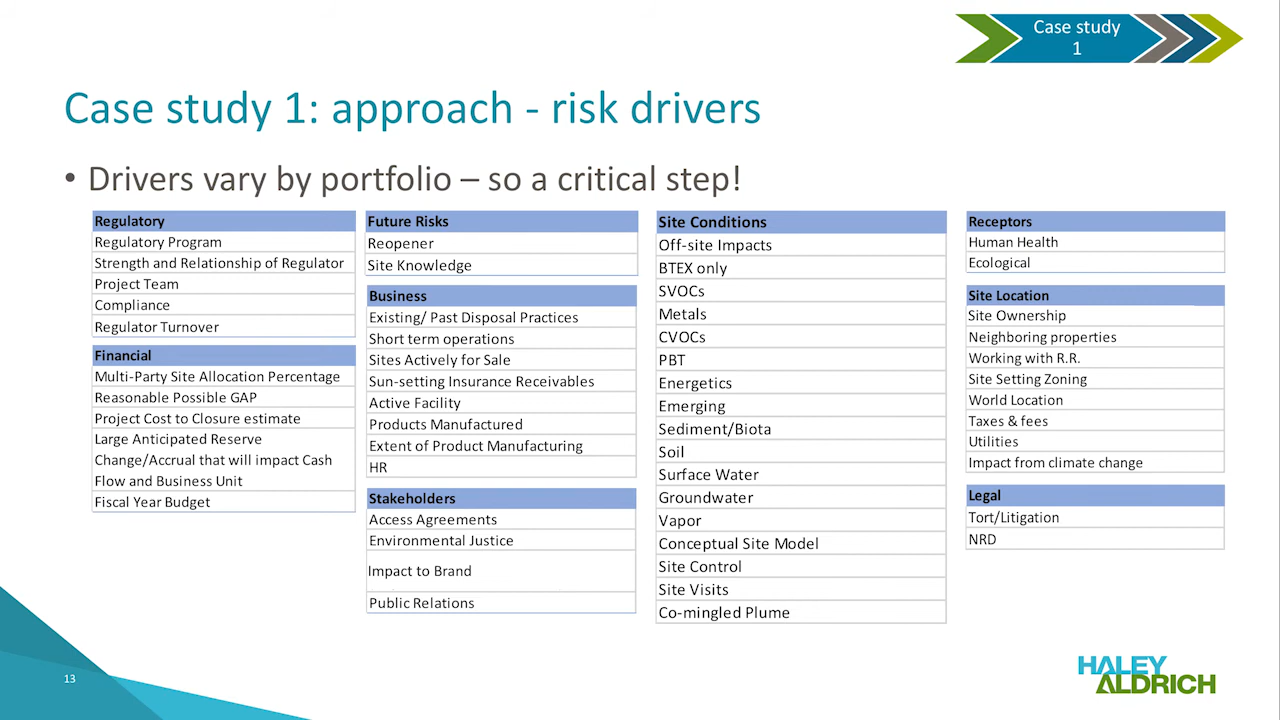 Case study
1
Case study 1: approach - risk drivers
• Drivers vary by portfolio – so a critical step!
Regulatory
Regulatory Program
Strength and Relationship of Regulator
Project Team
Compliance
Regulator Turnover
Financial
Multi-Party Site Allocation Percentage
Reasonable Possible GAP
Project Cost to Closure estimate
Large Anticipated Reserve
Change/Accrual that will impact Cash
Flow and Business Unit
Fiscal Year Budget
Future Risks
Reopener
Site Knowledge
Business
Existing/ Past Disposal Practices
Short term operations
Sites Actively for Sale
Sun-setting Insurance Receivables
Active Facility
Products Manufactured
Extent of Product Manufacturing
HR
Stakeholders
Access Agreements
Environmental Justice
Impact to Brand
Public Relations
Site Conditions
Off-site Impacts
BTEX only
SVOCs
Metals
CVOCs
PBT
Energetics
Emerging
Sediment/Biota
Soil
Surface Water
Groundwater
Vapor
Conceptual Site Model
Site Control
Site Visits
Co-mingled Plume
Receptors
Human Health
Ecological
Site Location
Site Ownership
Neighboring properties
Working with R.R.
Site Setting Zoning
World Location
Taxes & fees
Utilities
Impact from climate change
Legal
Tort/Litigation
NRD
13
HALEY
ALDRICH